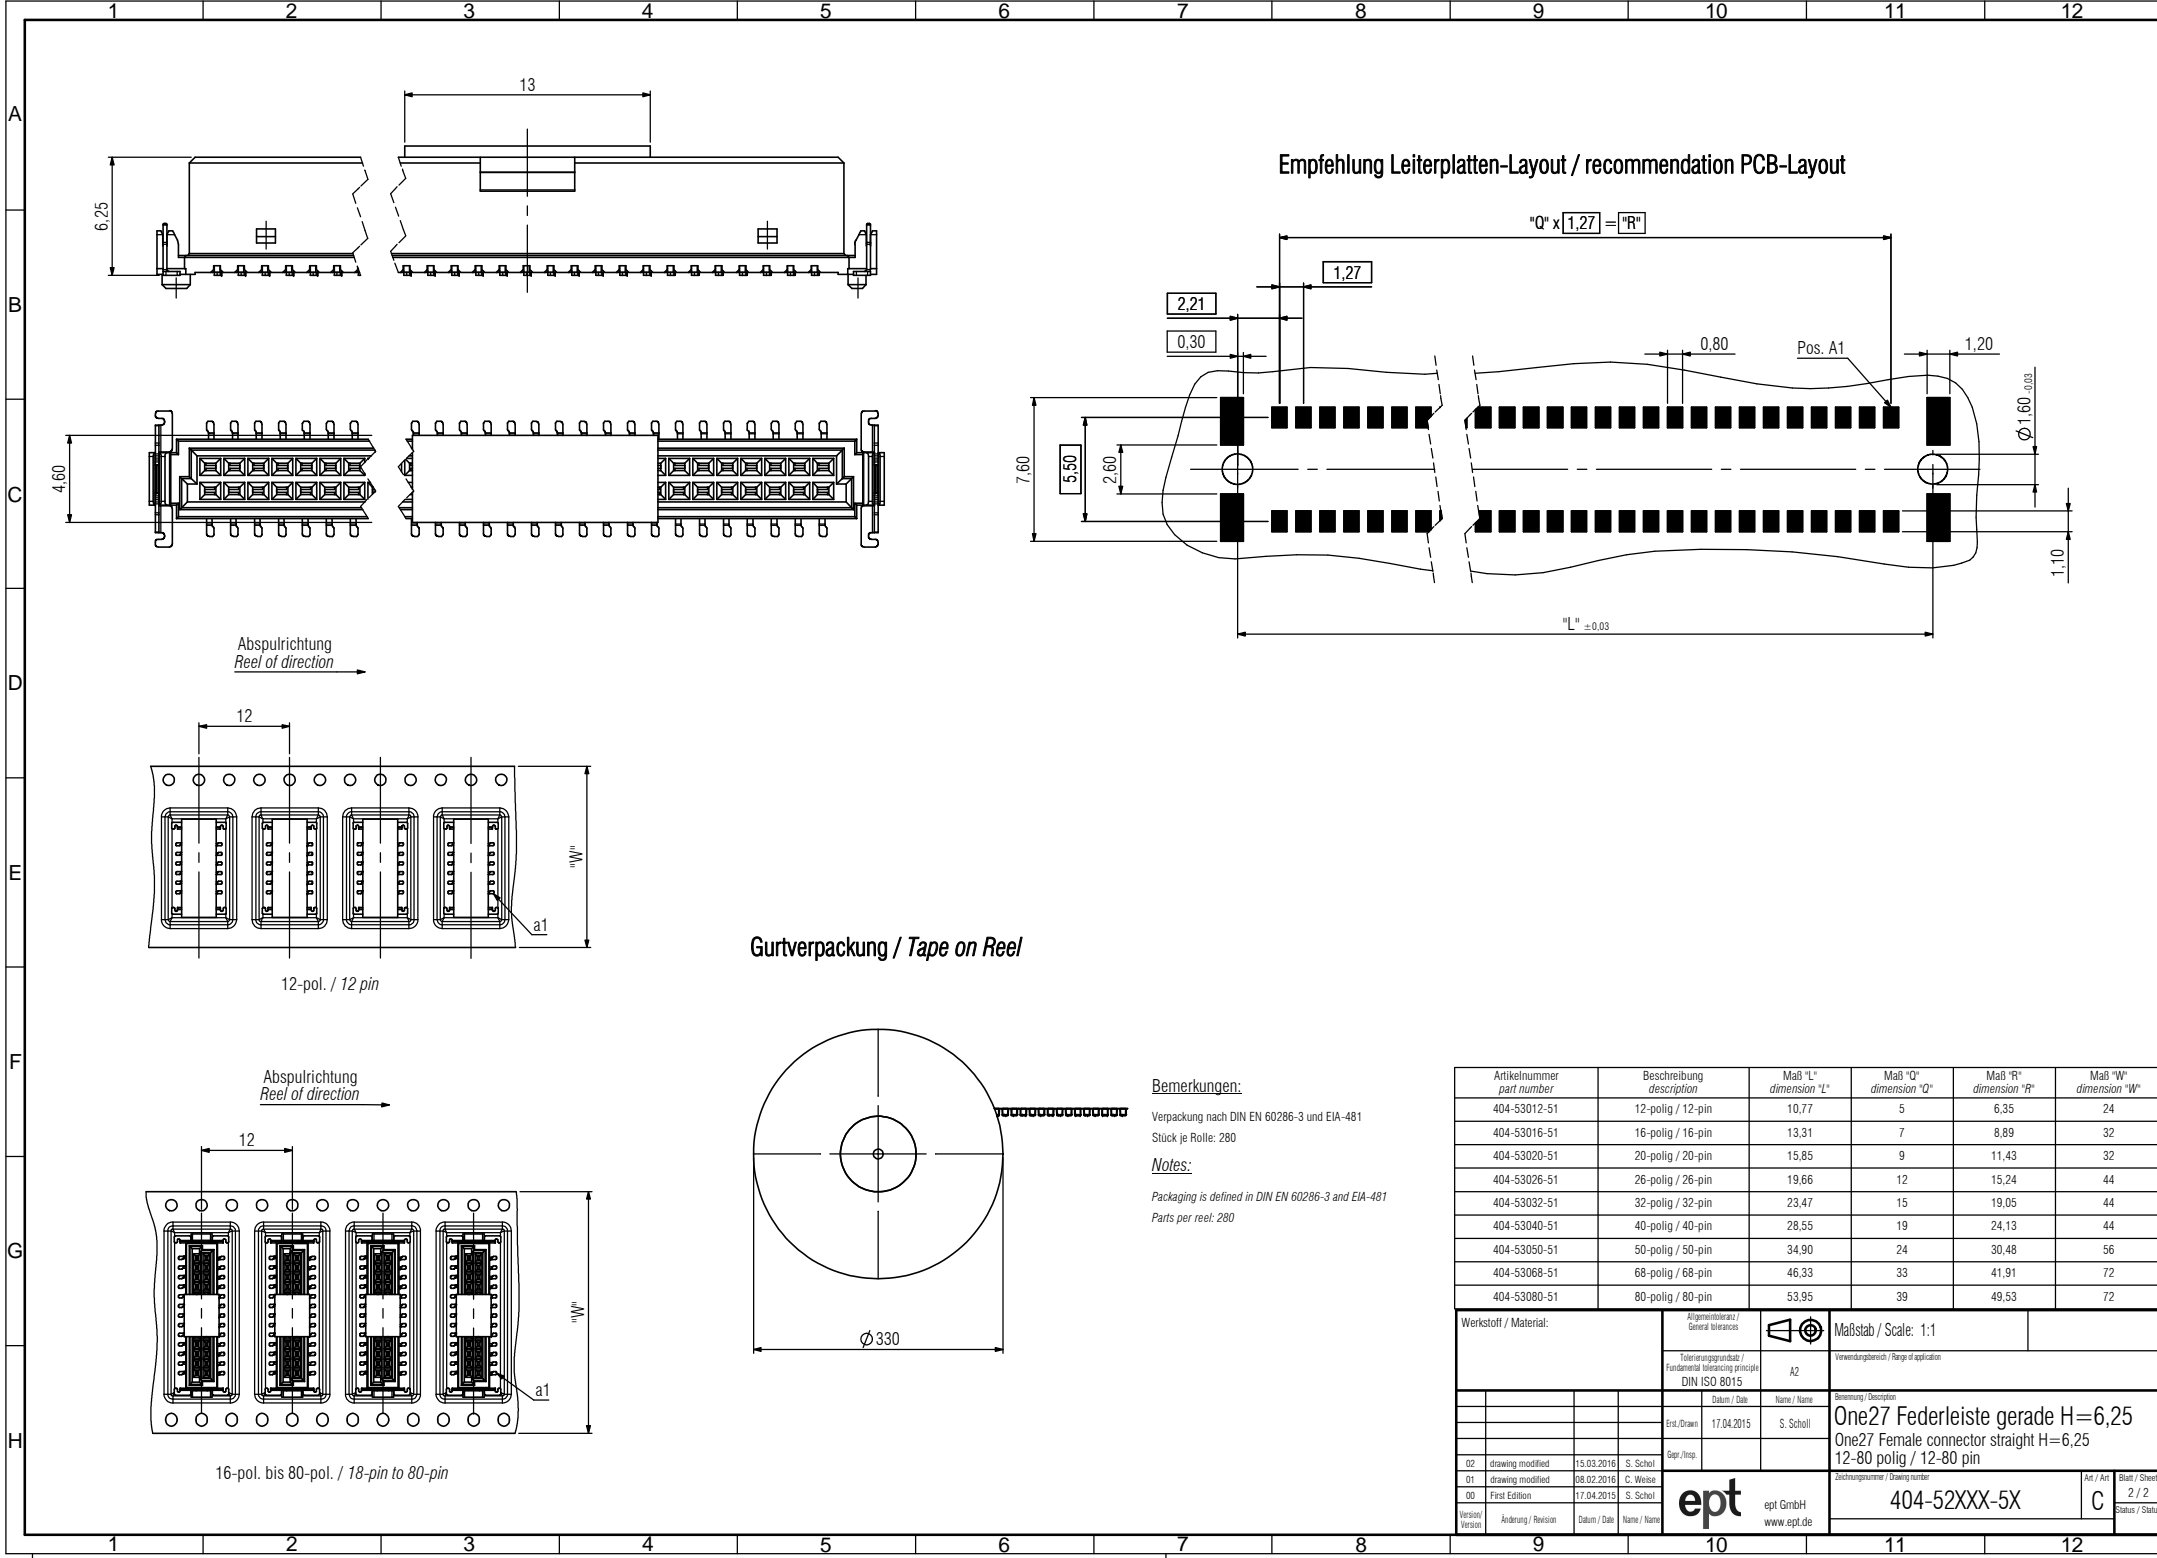 1 2 3 4 5 6 7 8 9 10 11 12
A
B
C
D
E
F
G
H
13
6,25
4,60
Empfehlung Leiterplatten-Layout / recommendation PCB-Layout
"Q" x 1,27 = "R"
1,27
2,21
0,30
0,80
Pos. A1
1,20
Ø1,60 -0,03
7,60
5,50
2,60
1,10
"L" ±0,03
Abspulrichtung
Reel of direction
12
"W"
a1
12-pol. / 12 pin
Abspulrichtung
Reel of direction
12
"W"
a1
16-pol. bis 80-pol. / 18-pin to 80-pin
Gurtverpackung / Tape on Reel
Ø330
Bemerkungen:
Verpackung nach DIN EN 60286-3 und EIA-481
Stück je Rolle: 280
Notes:
Packaging is defined in DIN EN 60286-3 and EIA-481
Parts per reel: 280
Artikelnummer Beschreibung Maß "L" Maß "Q" Maß "R" Maß "W"
part number description dimension "L" dimension "Q" dimension "R" dimension "W"
404-53012-51 12-polig / 12-pin 10,77 5 6,35 24
404-53016-51 16-polig / 16-pin 13,31 7 8,89 32
404-53020-51 20-polig / 20-pin 15,85 9 11,43 32
404-53026-51 26-polig / 26-pin 19,66 12 15,24 44
404-53032-51 32-polig / 32-pin 23,47 15 19,05 44
404-53040-51 40-polig / 40-pin 28,55 19 24,13 44
404-53050-51 50-polig / 50-pin 34,90 24 30,48 56
404-53068-51 68-polig / 68-pin 46,33 33 41,91 72
404-53080-51 80-polig / 80-pin 53,95 39 49,53 72
Werkstoff / Material:
Allgemeintoleranz /
General tolerances
Maßstab / Scale: 1:1
Tolerierungsgrundsatz /
Fundamental tolerancing principle
DIN ISO 8015
A2
Verwendungsbereich / Range of application
Datum / Date Name / Name
Erst./Drawn 17.04.2015 S. Scholl
Gepr./Insp.
Benennung / Description
One27 Federleiste gerade H=6,25
One27 Female connector straight H=6,25
12-80 polig / 12-80 pin
02 drawing modified 15.03.2016 S. Schol
01 drawing modified 08.02.2016 C. Weise
00 First Edition 17.04.2015 S. Schol
Version/
Version
Änderung / Revision Datum / Date Name / Name
ept
ept GmbH
www.ept.de
Zeichnungsnummer / Drawing number
404-52XXX-5X
Art / Art
C
Blatt / Sheet
2 / 2
Status / Statu
1 2 3 4 5 6 7 8 9 10 11 12